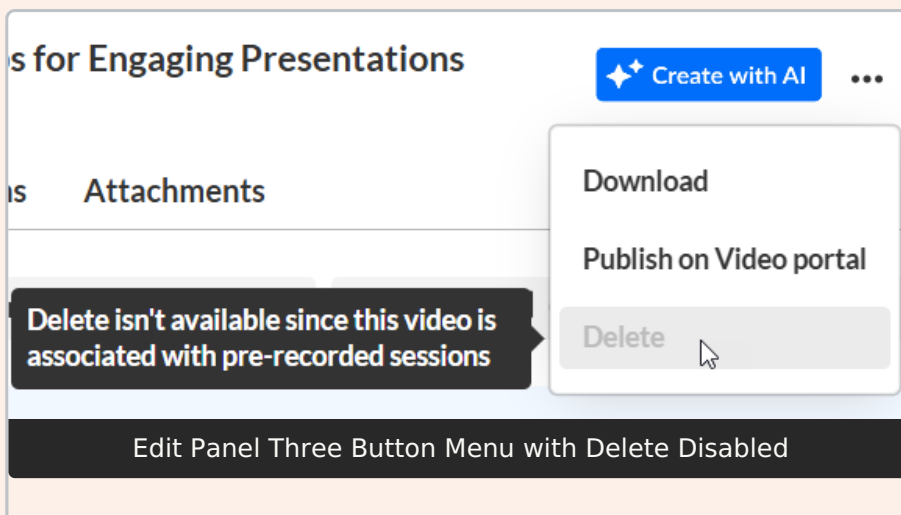 for Engaging Presentations
Create with AI
Attachments
Download
Publish on Video portal
Delete isn't available since this video is
associated with pre-recorded sessions
Delete
Edit Panel Three Button Menu with Delete Disabled